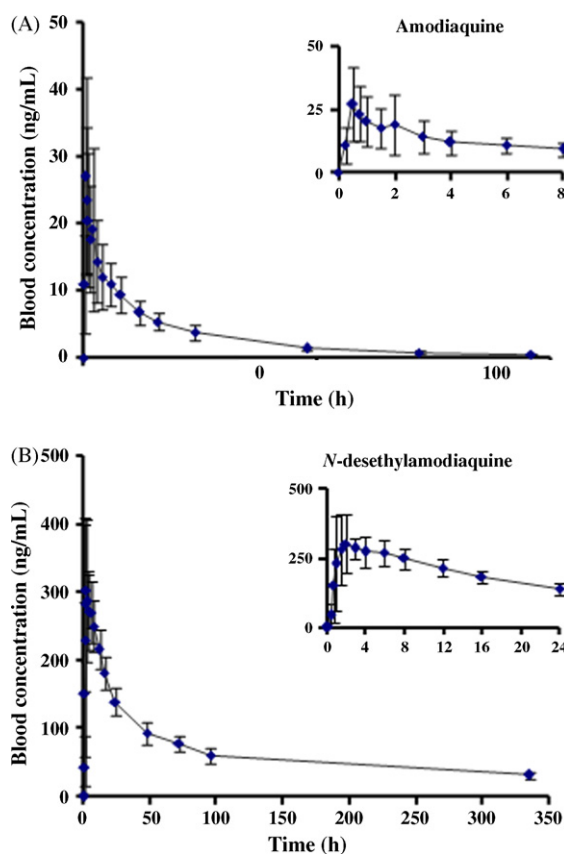 (A)
50
40
30
20
10
0
Blood concentration (ng/mL)
0
100
Time (h)
Amodiaquine
50
25
0
0 2 4 6 8
(B)
500
400
300
200
100
0
Blood concentration (ng/mL)
0 50 100 150 200 250 300 350
Time (h)
N-desethylamodiaquine
500
250
0
0 4 8 12 16 20 24